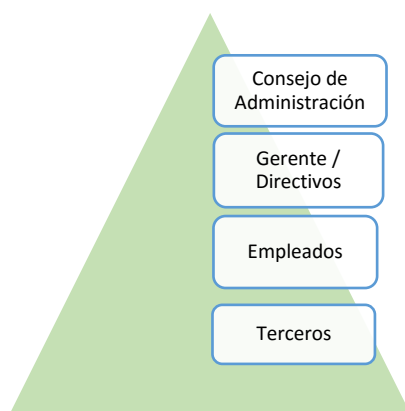 Consejo de
Administración
Gerente /
Directivos
Empleados
Terceros